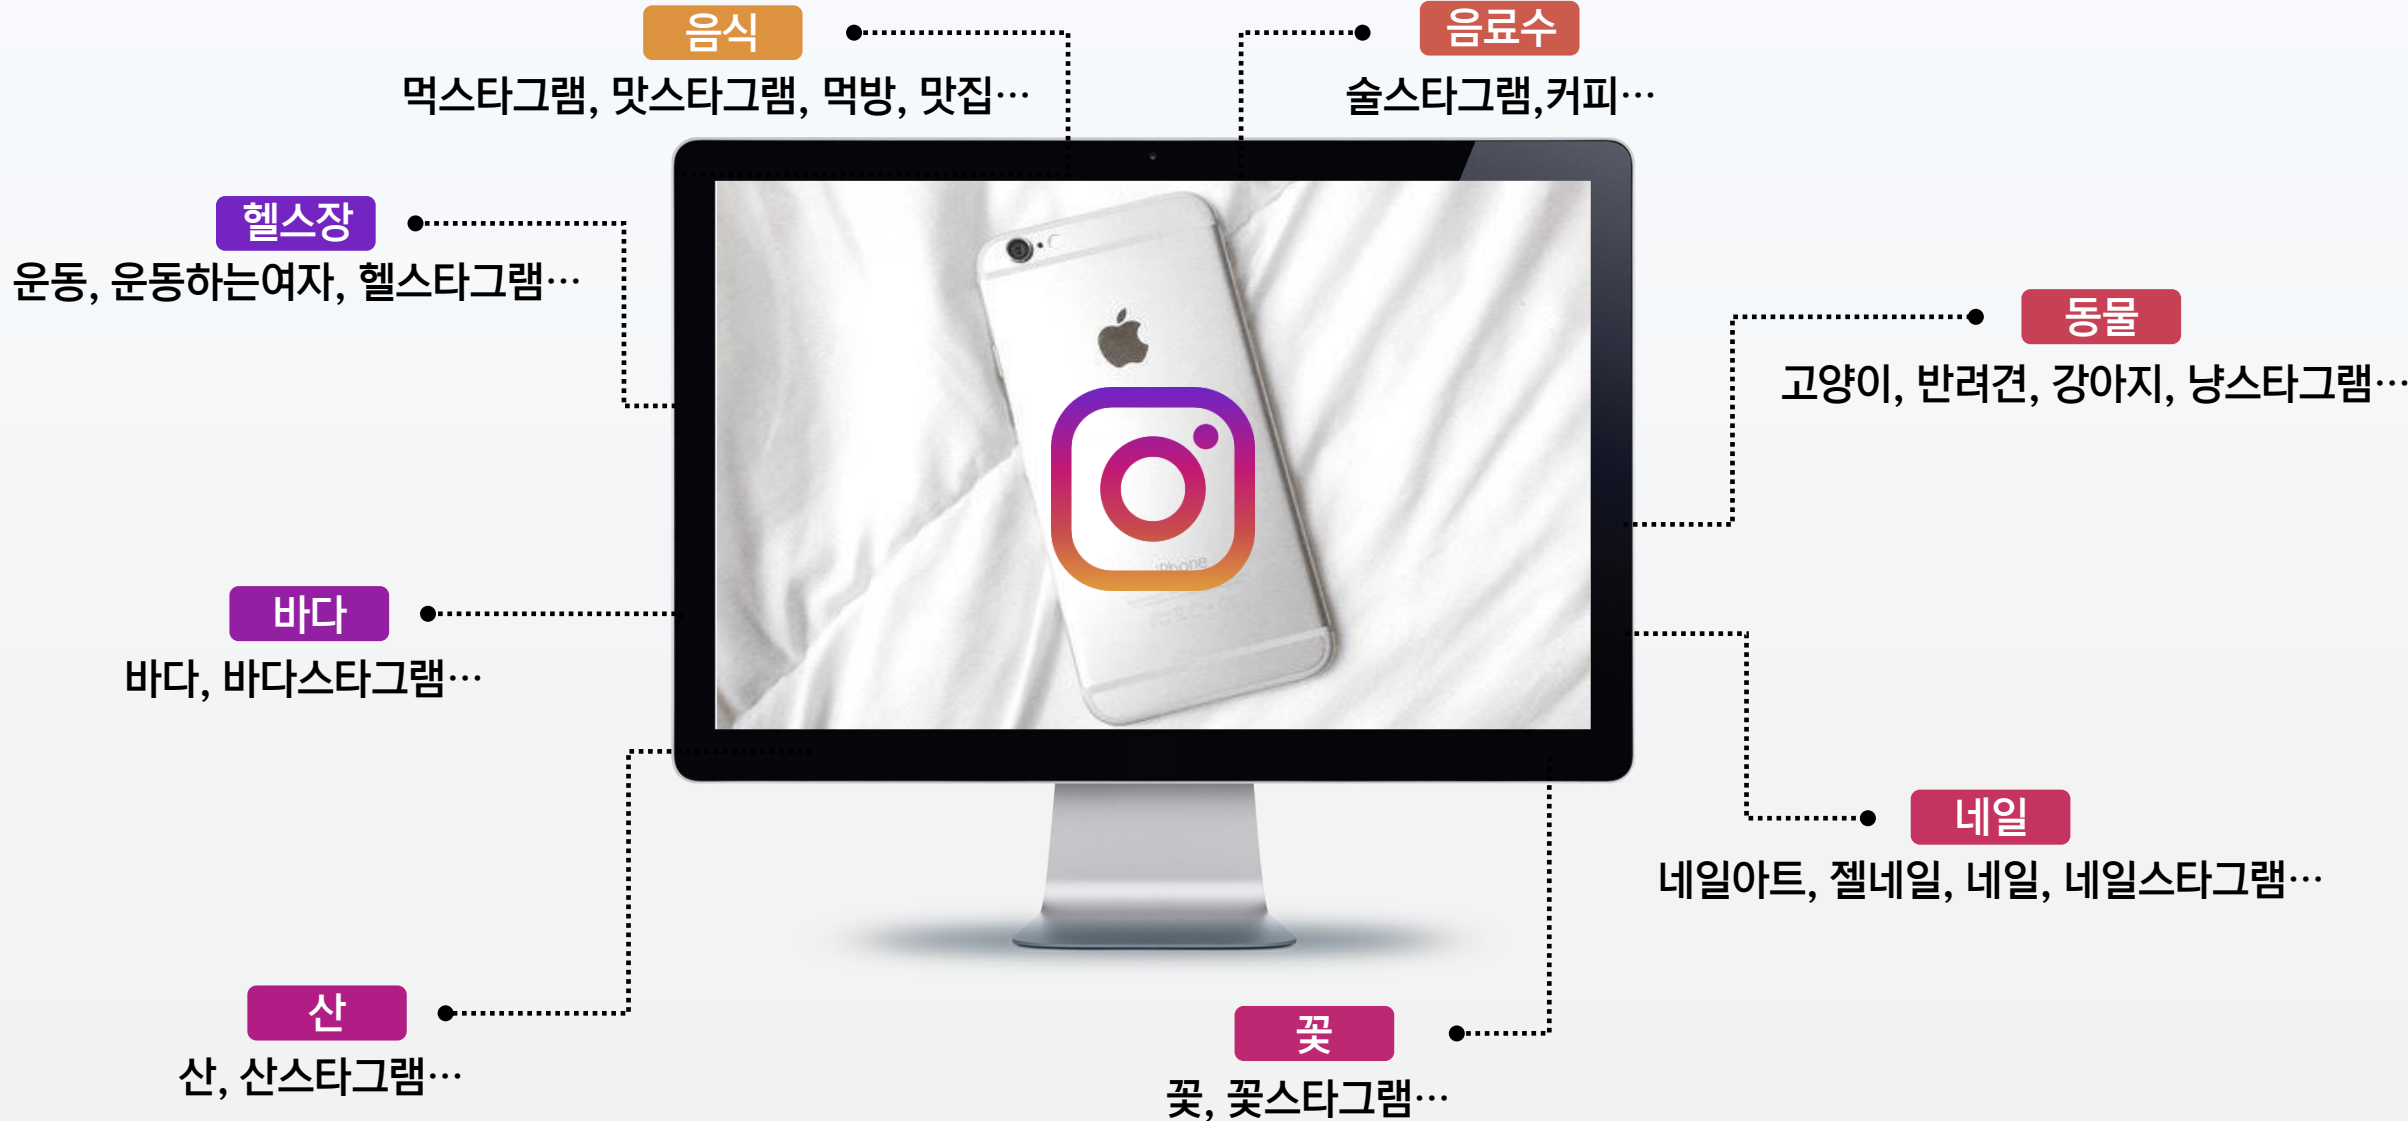 음식
먹스타그램, 맛스타그램, 먹방, 맛집…
음료수
술스타그램,커피…
헬스장
운동, 운동하는여자, 헬스타그램…
동물
고양이, 반려견, 강아지, 냥스타그램…
iPhone
바다
바다, 바다스타그램…
네일
네일아트, 젤네일, 네일, 네일스타그램…
산
산, 산스타그램…
꽃
꽃, 꽃스타그램…